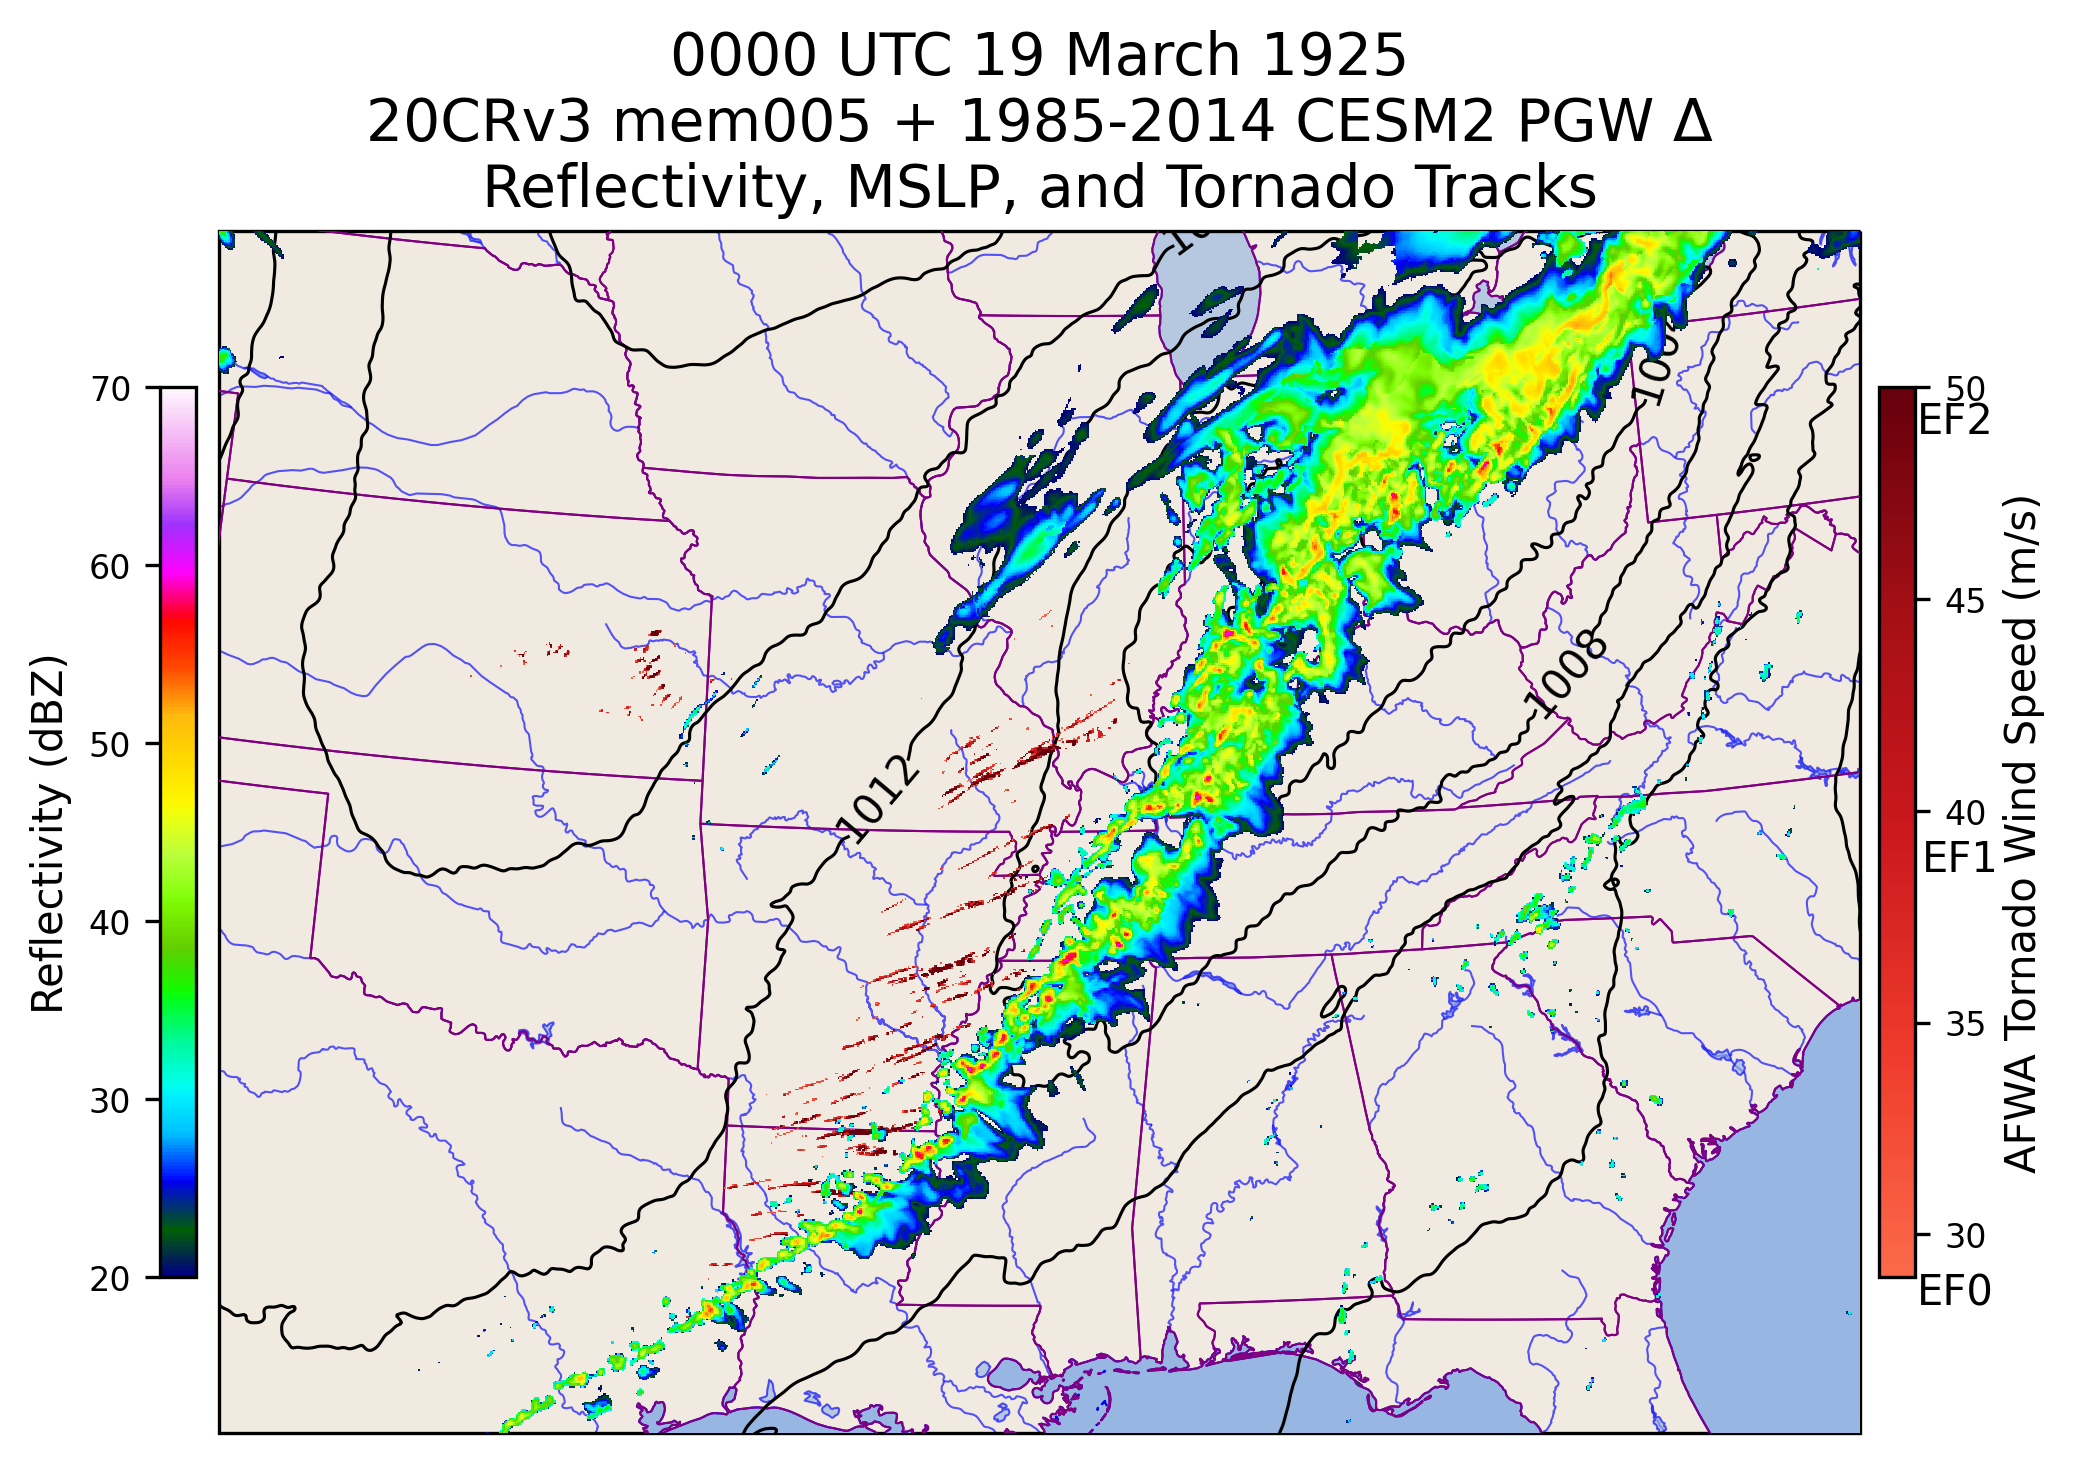 0000 UTC 19 March 1925
20CRv3 mem005 + 1985-2014 CESM2 PGW Δ
Reflectivity, MSLP, and Tornado Tracks
70
60
50
40
30
20
Reflectivity (dBZ)
1012
1008
50
EF2
45
40
EF1
35
30
EF0
AFWA Tornado Wind Speed (m/s)